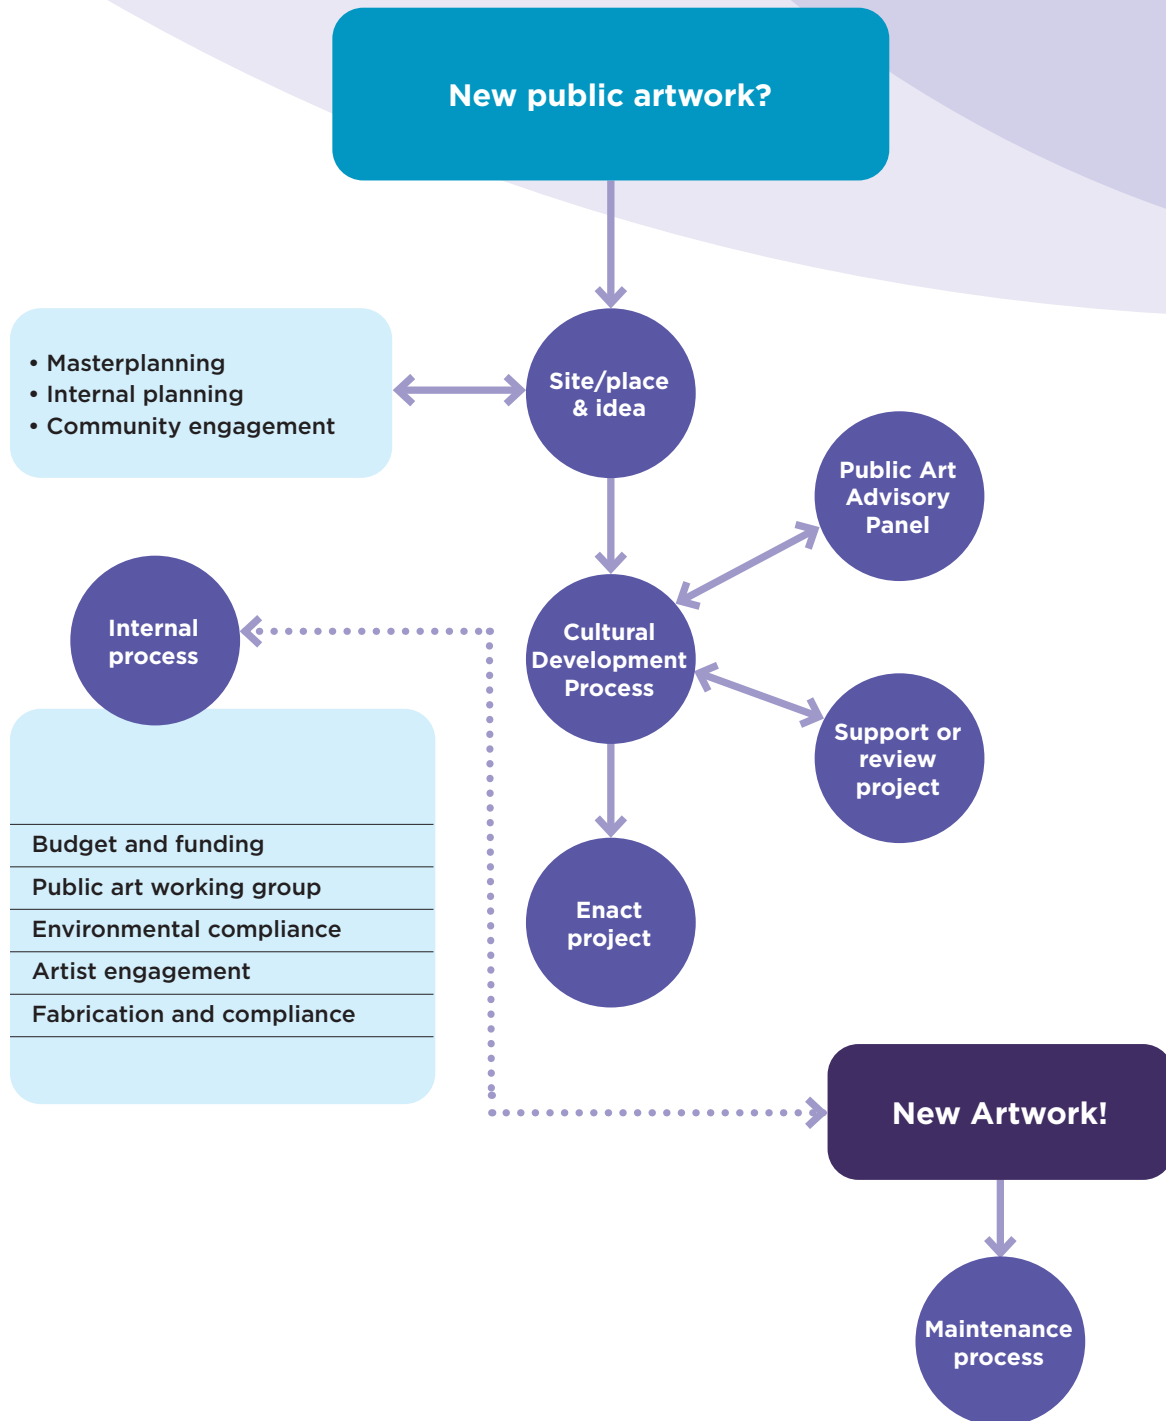 New public artwork?
• Masterplanning
• Internal planning
• Community engagement
Site/place
& idea
Public Art
Advisory
Panel
Internal
process
Cultural
Development
Process
Support or
review
project
Budget and funding
Public art working group
Environmental compliance
Artist engagement
Fabrication and compliance
Enact
project
New Artwork!
Maintenance
process